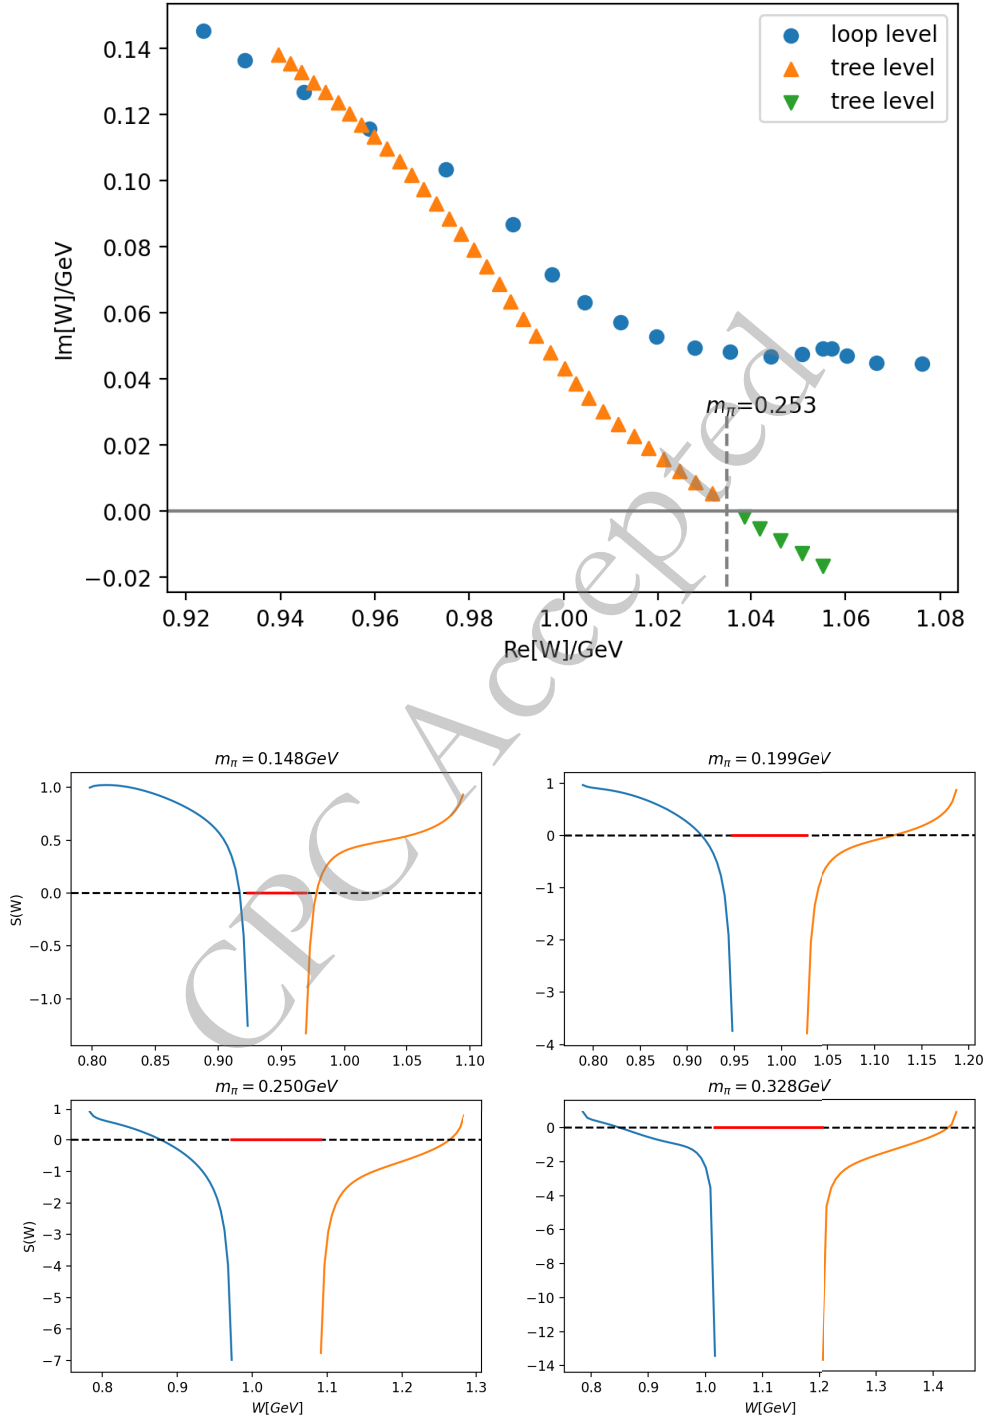 0.14
0.12
0.10
0.08
0.06
0.04
0.02
0.00
−0.02
Im[W]/GeV
loop level
tree level
tree level
mπ=0.253
0.92 0.94 0.96 0.98 1.00 1.02 1.04 1.06 1.08
Re[W]/GeV
CPC Accepted
mπ = 0.148GeV
1.0
0.5
0.0
−0.5
−1.0
S(W)
0.80 0.85 0.90 0.95 1.00 1.05 1.10
mπ = 0.199GeV
1
0
−1
−2
−3
−4
0.80 0.85 0.90 0.95 1.00 1.05 1.10 1.15 1.20
mπ = 0.250GeV
1
0
−1
−2
−3
−4
−5
−6
−7
S(W)
0.8 0.9 1.0 1.1 1.2 1.3
W[GeV]
mπ = 0.328GeV
0
−2
−4
−6
−8
−10
−12
−14
0.8 0.9 1.0 1.1 1.2 1.3 1.4
W[GeV]